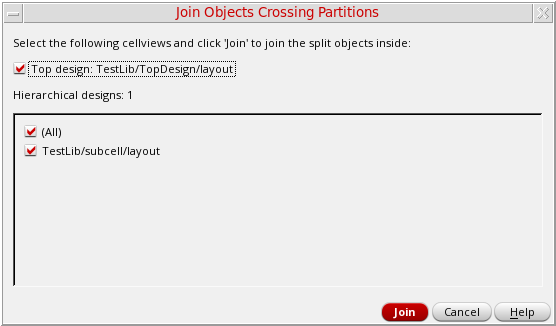 Join Objects Crossing Partitions
Select the following cellviews and click 'Join' to join the split objects inside:
Top design: TestLib/TopDesign/layout
Hierarchical designs: 1
(All)
TestLib/subcell/layout
Join Cancel Help